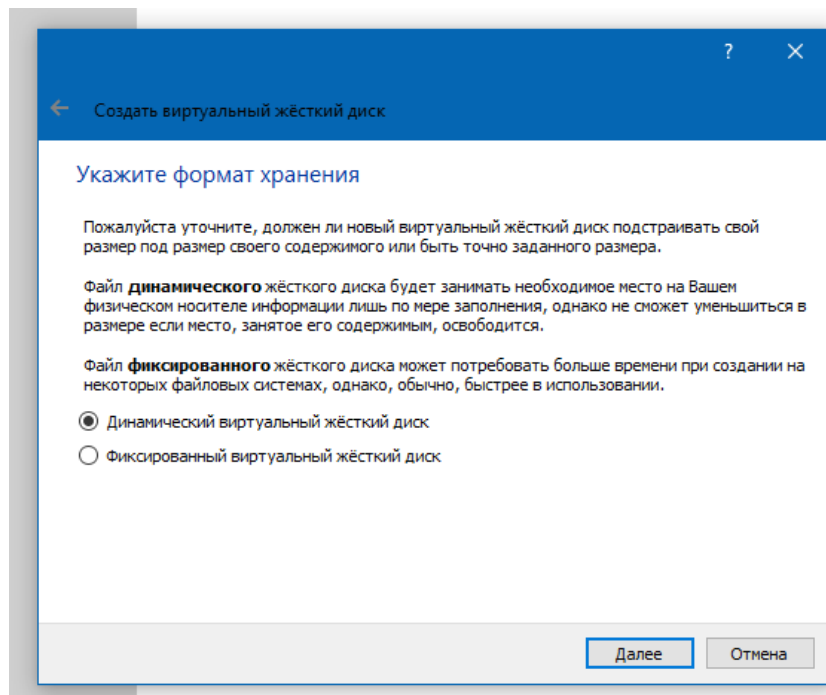 ?
Создать виртуальный жёсткий диск
Укажите формат хранения
Пожалуйста уточните, должен ли новый виртуальный жёсткий диск подстраивать свой
размер под размер своего содержимого или быть точно заданного размера.
Файл динамического жёсткого диска будет занимать необходимое место на Вашем
физическом носителе информации лишь по мере заполнения, однако не сможет уменьшиться в
размере если место, занятое его содержимым, освободится.
Файл фиксированного жёсткого диска может потребовать больше времени при создании на
некоторых файловых системах, однако, обычно, быстрее в использовании.
Динамический виртуальный жёсткий диск
Фиксированный виртуальный жёсткий диск
Далее Отмена